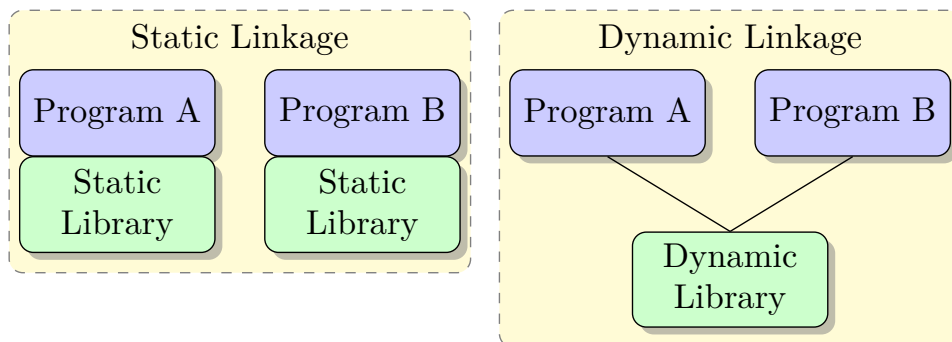 Static Linkage
Program A
Program B
Static
Library
Static
Library
Dynamic Linkage
Program A
Program B
Dynamic
Library